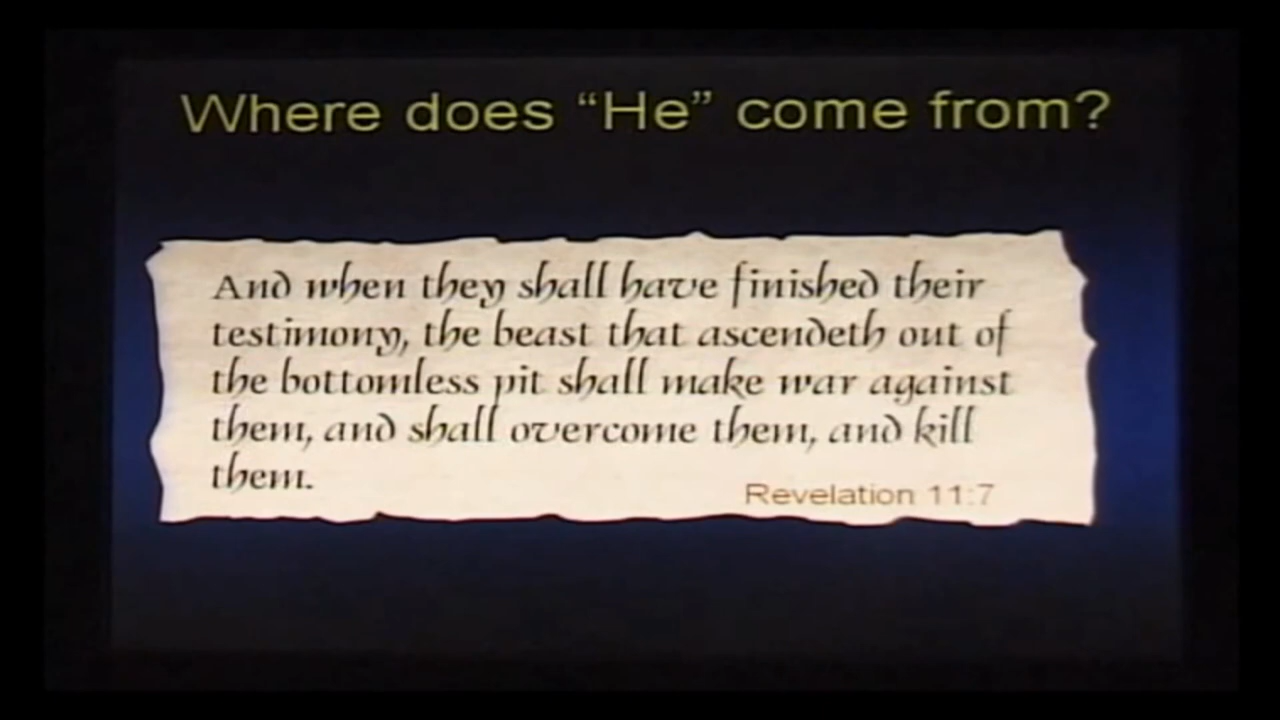 Where does “He” come from?
And when they shall have finished their
testimony, the beast that ascendeth out of
the bottomless pit shall make war against
them, and shall overcome them, and kill
them.
Revelation 11:7